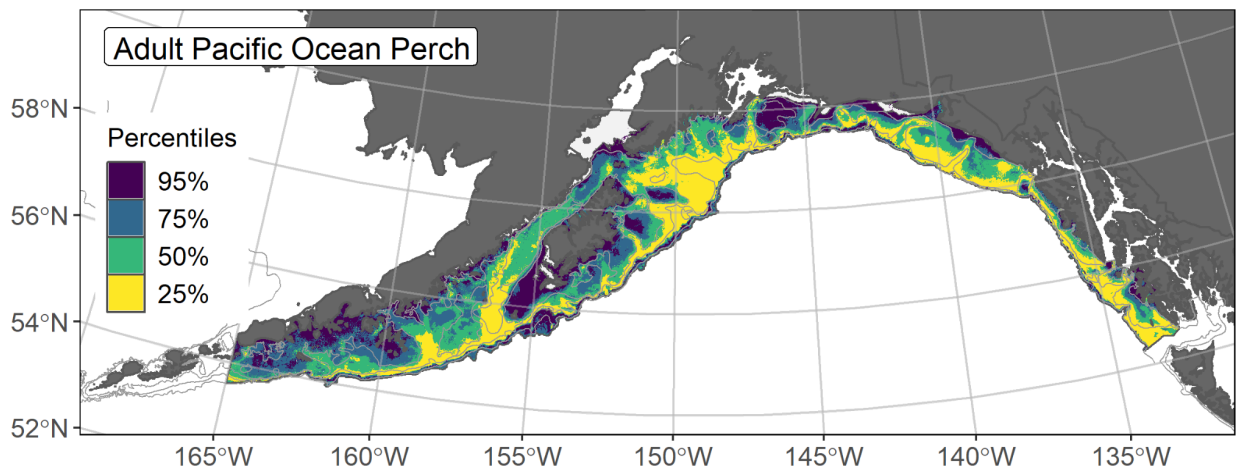 Adult Pacific Ocean Perch
58°N
56°N
54°N
52°N
Percentiles
95%
75%
50%
25%
165°W
160°W
155°W
150°W
145°W
140°W
135°W